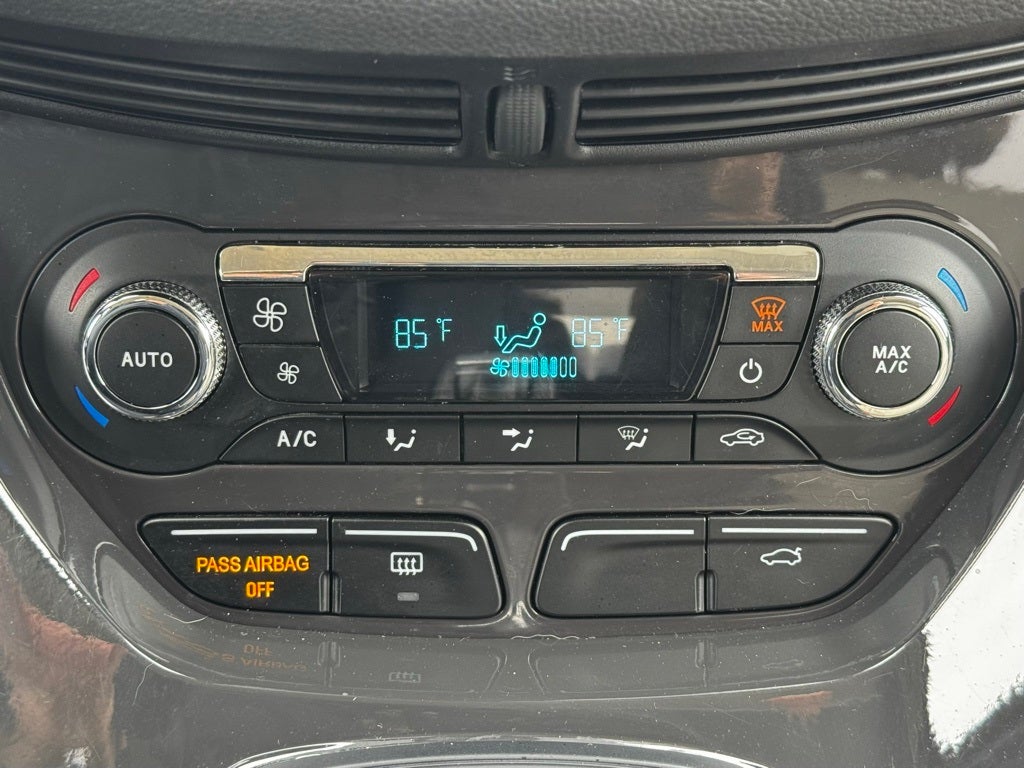 85°F 85°F
MAX
AUTO
MAX
A/C
A/C
PASS AIRBAG
OFF